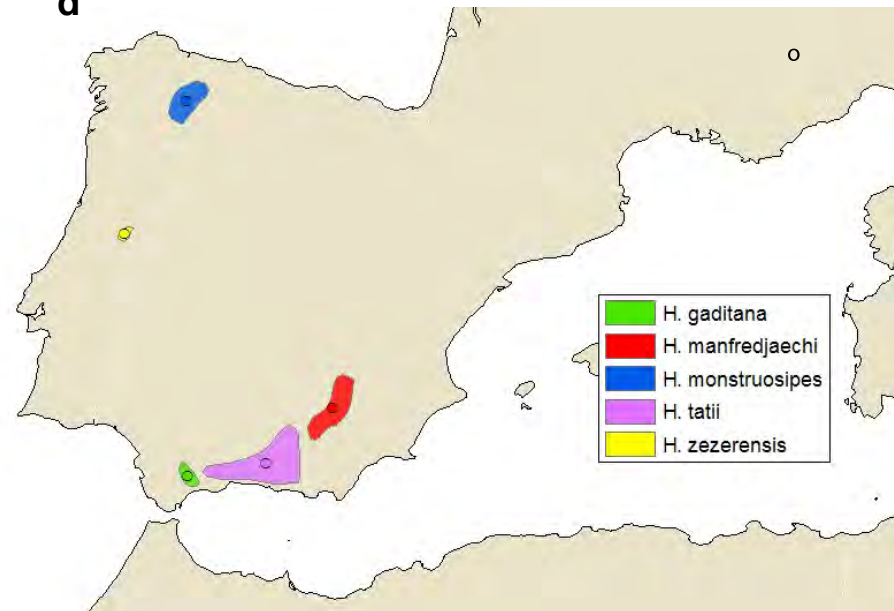 d
H. gaditana
H. manfredjaechi
H. monstruosipes
H. tatii
H. zezerensis